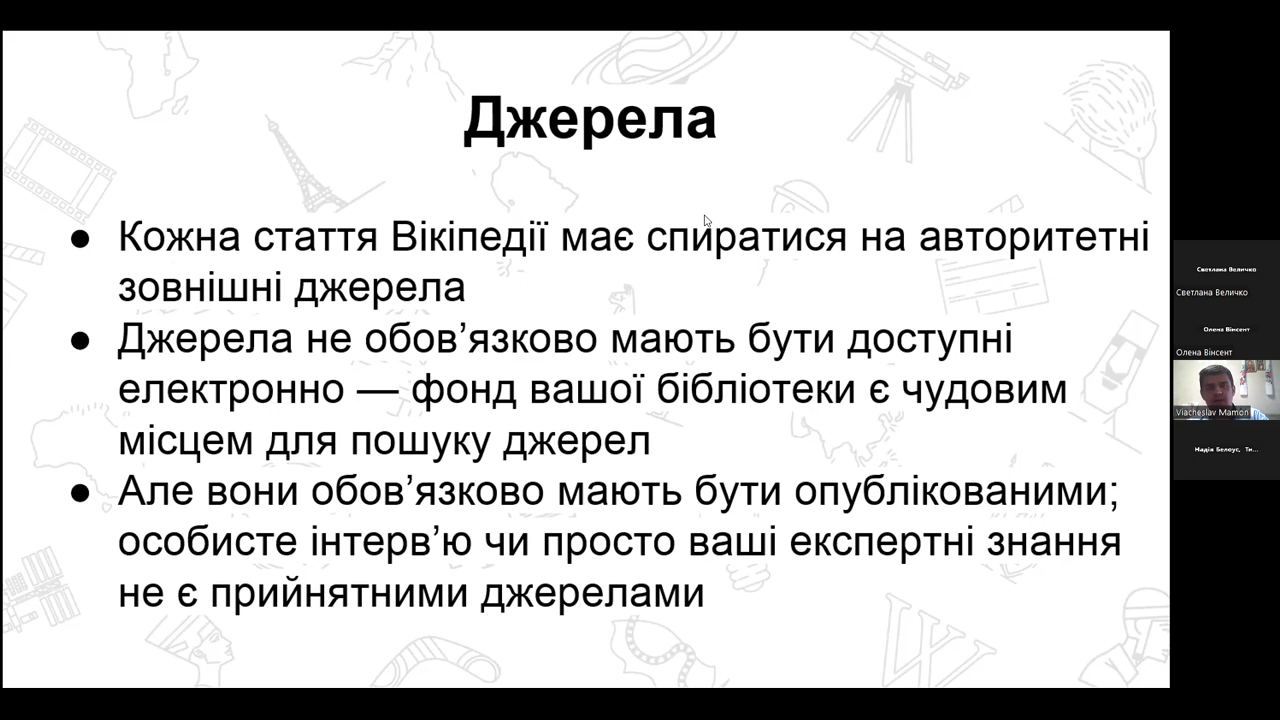 Джерела
● Кожна стаття Вікіпедії має спиратися на авторитетні
зовнішні джерела
● Джерела не обов’язково мають бути доступні
електронно — фонд вашої бібліотеки є чудовим
місцем для пошуку джерел
● Але вони обов’язково мають бути опублікованими;
особисте інтерв’ю чи просто ваші експертні знання
не є прийнятними джерелами
Светлана Величко
Светлана Величко
Олена Вінсент
Олена Вінсент
Viacheslav Mamon
Надія Белеус, Ти...